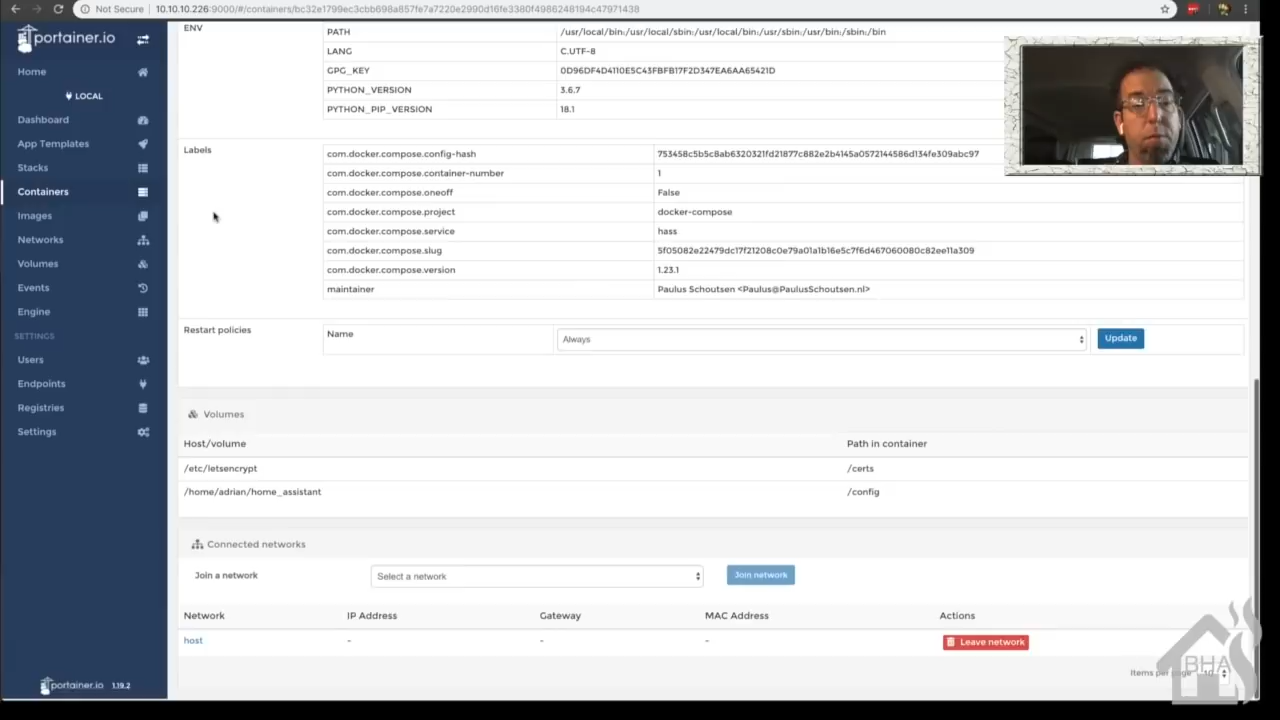 Not Secure 10.10.10.226:9000/#/containers/bc32e1799ec3cbb698a857fe7a7220e2990d16fe3380f4986248194c47971438
portainer.io
Home
LOCAL
Dashboard
App Templates
Stacks
Containers
Images
Networks
Volumes
Events
Engine
SETTINGS
Users
Endpoints
Registries
Settings
portainer.io 1.19.2
ENV
PATH /usr/local/bin:/usr/local/sbin:/usr/local/bin:/usr/sbin:/usr/bin:/sbin:/bin
LANG C.UTF-8
GPG_KEY 0D96DF4D4110E5C43FBFB17F2D347EA6AA65421D
PYTHON_VERSION 3.6.7
PYTHON_PIP_VERSION 18.1
Labels
com.docker.compose.config-hash 753458c5b5c8ab6320321fd21877c882e2b4145a0572144586d134fe309abc97
com.docker.compose.container-number 1
com.docker.compose.oneoff False
com.docker.compose.project docker-compose
com.docker.compose.service hass
com.docker.compose.slug 5f05082e22479dc17f21208c0e79a01a1b16e5c7f6d467060080c82ee11a309
com.docker.compose.version 1.23.1
maintainer Paulus Schoutsen <Paulus@PaulusSchoutsen.nl>
Restart policies Name Always Update
Volumes
Host/volume Path in container
/etc/letsencrypt /certs
/home/adrian/home_assistant /config
Connected networks
Join a network Select a network Join network
Network IP Address Gateway MAC Address Actions
host - - - Leave network
Items per page 10
BHA